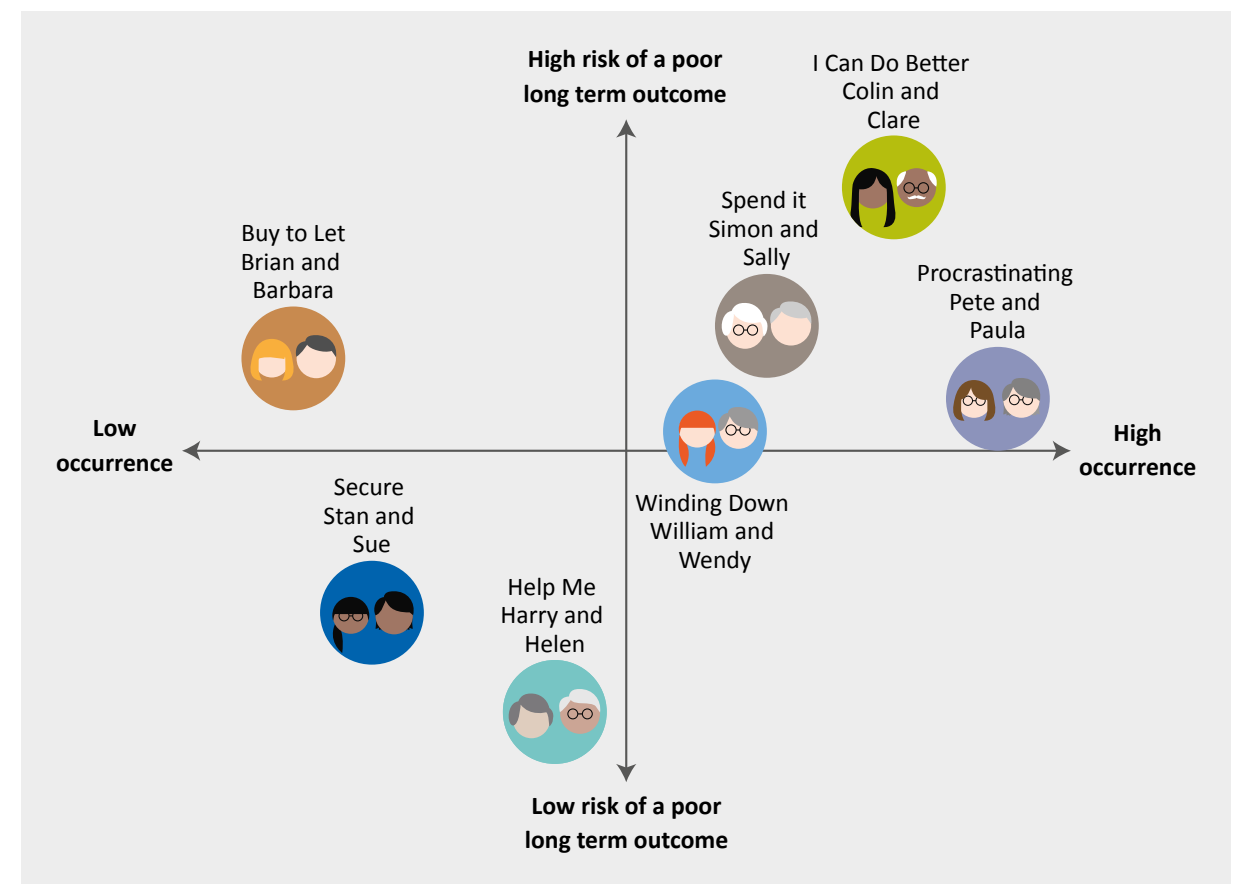 High risk of a poor
long term outcome
I Can Do Better
Colin and
Clare
Spend it
Simon and
Sally
Buy to Let
Brian and
Barbara
Procrastinating
Pete and
Paula
Low
occurrence
High
occurrence
Secure
Stan and
Sue
Winding Down
William and
Wendy
Help Me
Harry and
Helen
Low risk of a poor
long term outcome